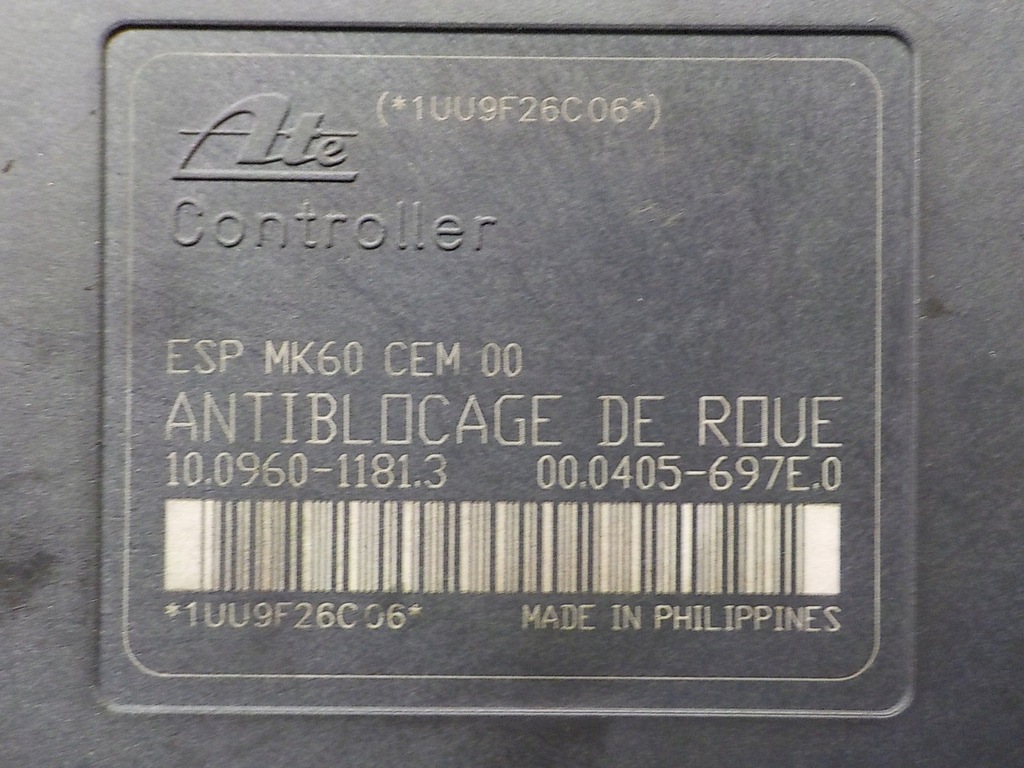 (*1UU9F26C06*)
Ate
Controller
ESP MK60 CEM 00
ANTIBLOCAGE DE ROUE
10.0960-1181.3 00.0405-697E.0
*1UU9F26C06*
MADE IN PHILIPPINES